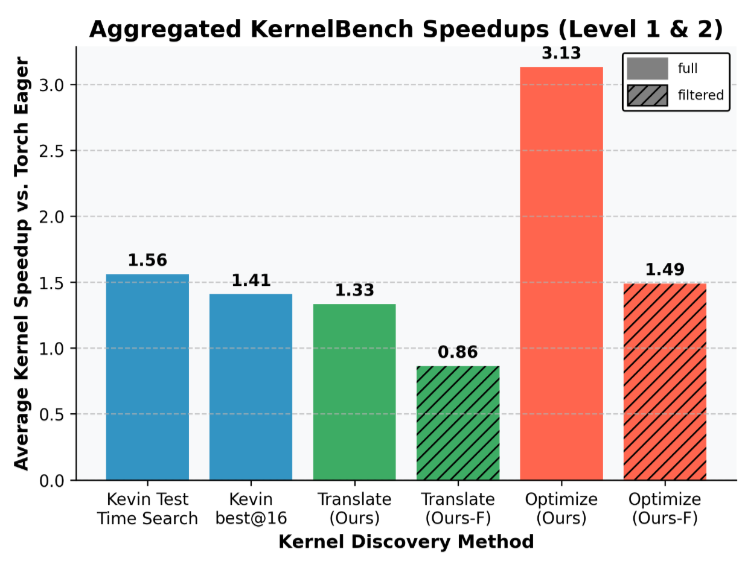 Aggregated KernelBench Speedups (Level 1 & 2)
Average Kernel Speedup vs. Torch Eager
3.0
2.5
2.0
1.5
1.0
0.5
0.0
1.56
1.41
1.33
0.86
3.13
1.49
full
filtered
Kevin Test
Time Search
Kevin
best@16
Translate
(Ours)
Translate
(Ours-F)
Optimize
(Ours)
Optimize
(Ours-F)
Kernel Discovery Method